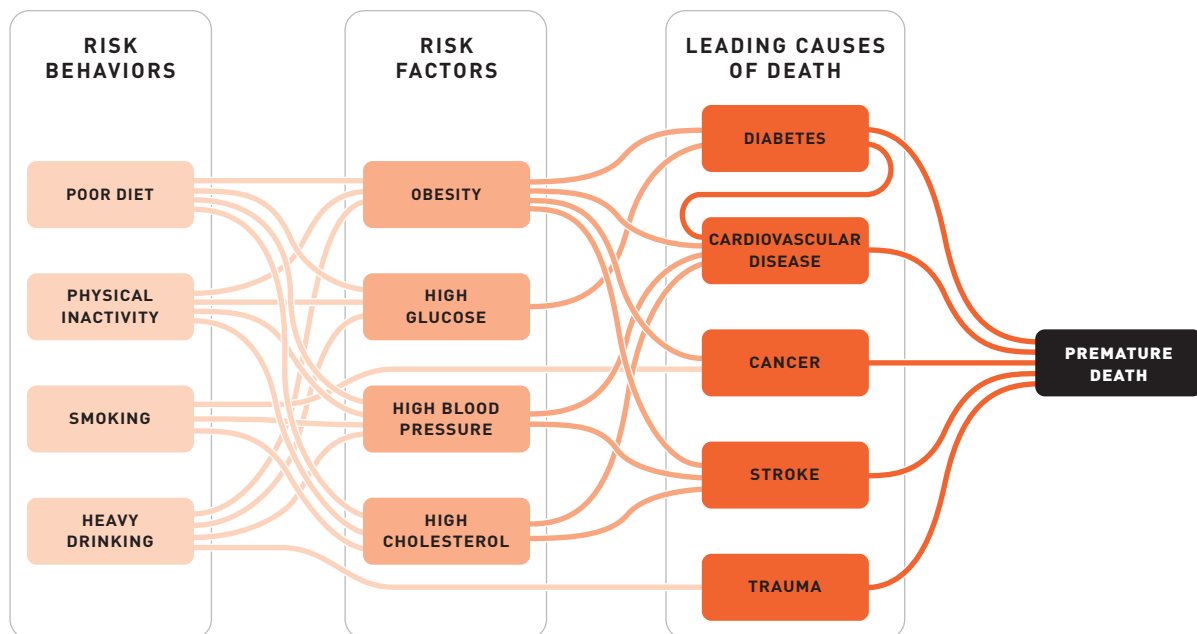 RISK
BEHAVIORS
POOR DIET
PHYSICAL
INACTIVITY
SMOKING
HEAVY
DRINKING
RISK
FACTORS
OBESITY
HIGH
GLUCOSE
HIGH BLOOD
PRESSURE
HIGH
CHOLESTEROL
LEADING CAUSES
OF DEATH
DIABETES
CARDIOVASCULAR
DISEASE
CANCER
STROKE
TRAUMA
PREMATURE
DEATH